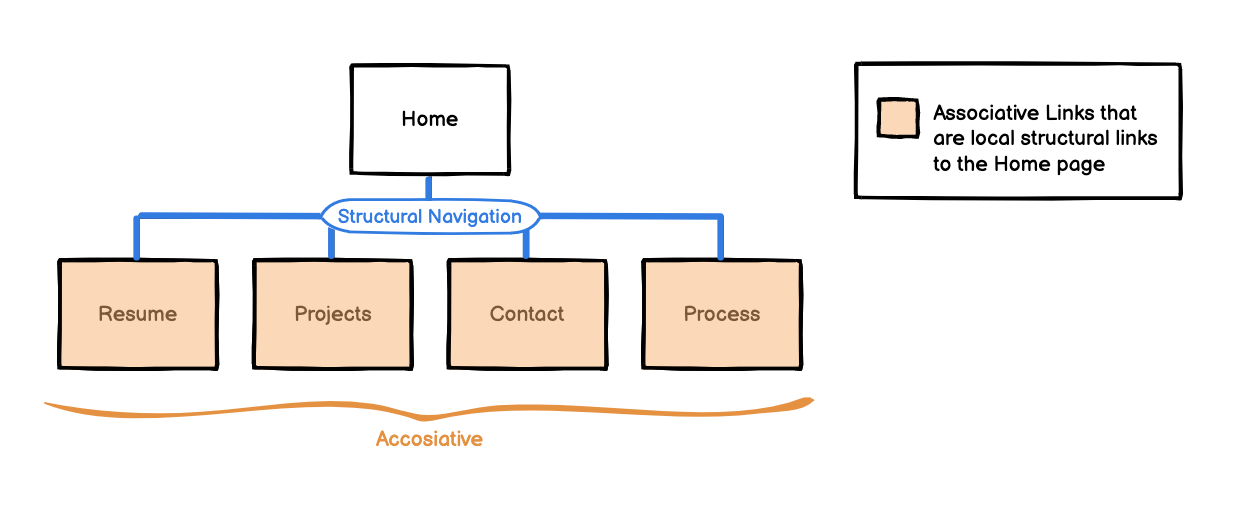 Home
Associative Links that
are local structural links
to the Home page
Structural Navigation
Resume
Projects
Contact
Process
Accosiative